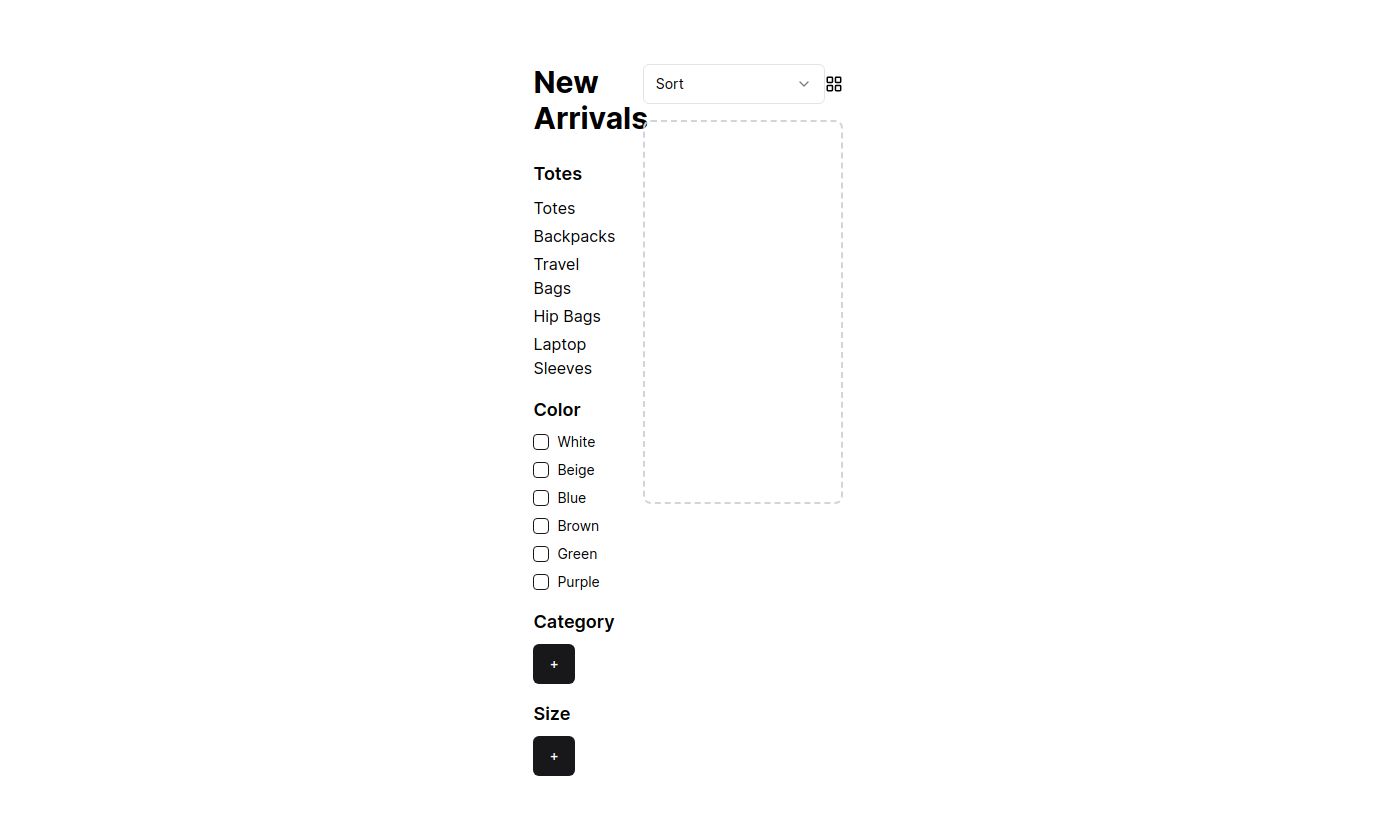 New
Arrivals
Sort
Totes
Totes
Backpacks
Travel
Bags
Hip Bags
Laptop
Sleeves
Color
White
Beige
Blue
Brown
Green
Purple
Category
+
Size
+